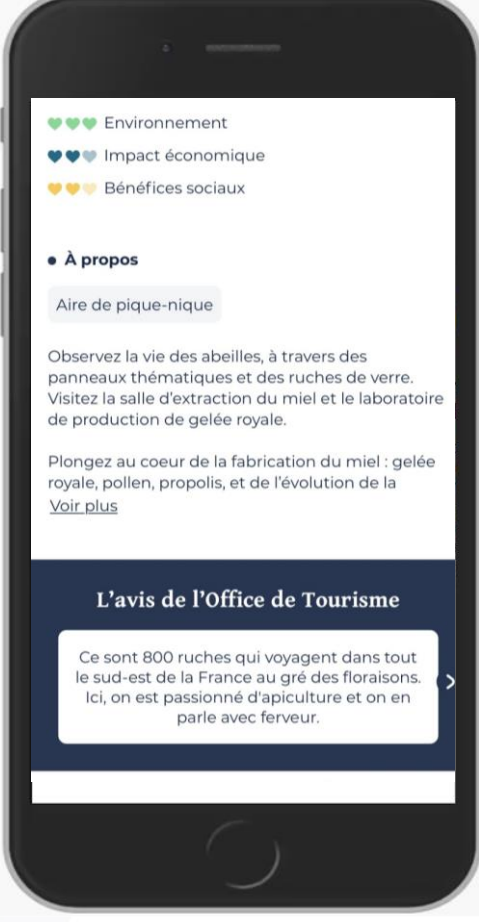 Environnement
Impact économique
Bénéfices sociaux
À propos
Aire de pique-nique
Observez la vie des abeilles, à travers des
panneaux thématiques et des ruches de verre.
Visitez la salle d'extraction du miel et le laboratoire
de production de gelée royale.
Plongez au coeur de la fabrication du miel : gelée
royale, pollen, propolis, et de l'évolution de la
Voir plus
L'avis de l'Office de Tourisme
Ce sont 800 ruches qui voyagent dans tout
le sud-est de la France au gré des floraisons.
Ici, on est passionné d'apiculture et on en
parle avec ferveur.